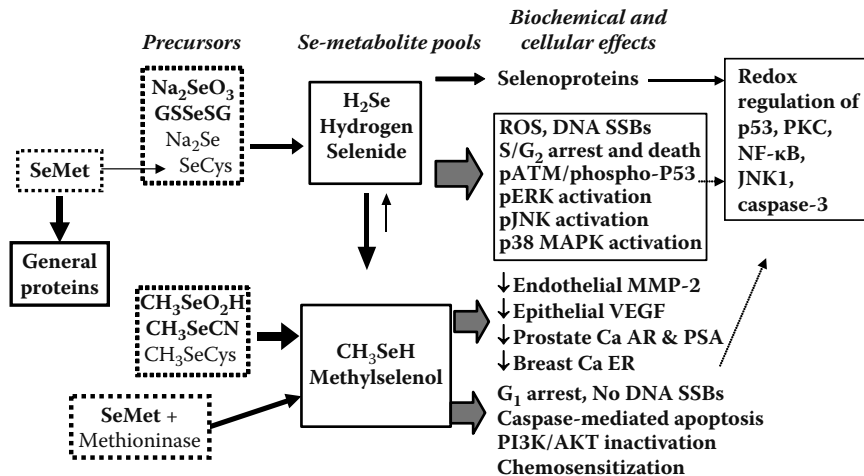 Precursors
Se-metabolite pools
Biochemical and
cellular effects
Na₂SeO₃
GSSeSG
Na₂Se
SeCys
SeMet
General
proteins
H₂Se
Hydrogen
Selenide
Selenoproteins
ROS, DNA SSBs
S/G₂ arrest and death
pATM/phospho-P53
pERK activation
pJNK activation
p38 MAPK activation
Redox
regulation of
p53, PKC,
NF-κB,
JNK1,
caspase-3
CH₃SeO₂H
CH₃SeCN
CH₃SeCys
SeMet +
Methioninase
CH₃SeH
Methylselenol
↓Endothelial MMP-2
↓Epithelial VEGF
↓Prostate Ca AR & PSA
↓Breast Ca ER
G₁ arrest, No DNA SSBs
Caspase-mediated apoptosis
PI3K/AKT inactivation
Chemosensitization